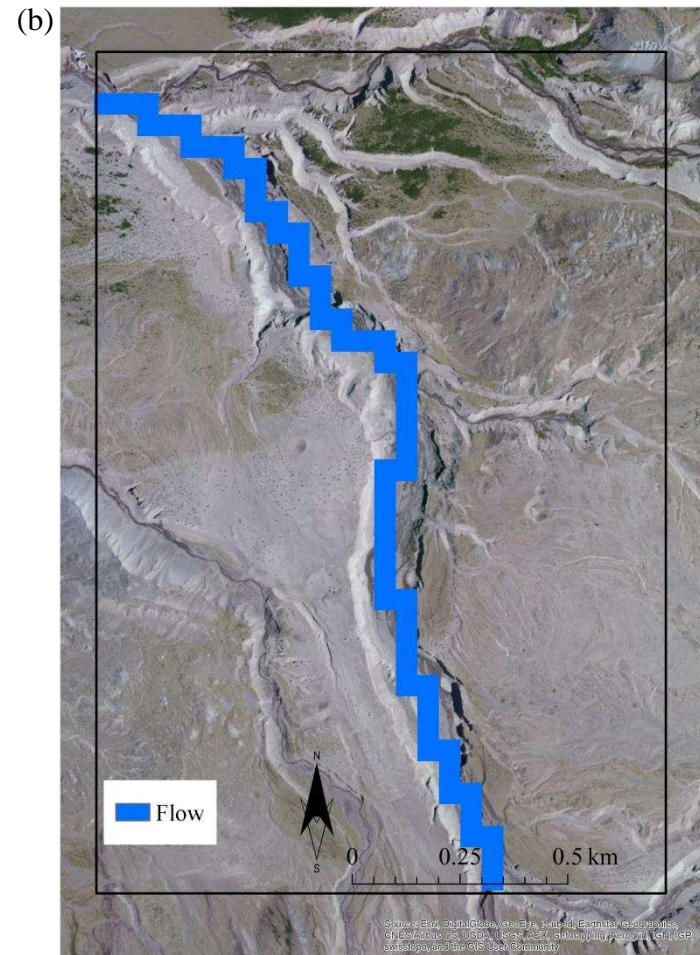 (b)
N
S
Flow
0 0.25 0.5 km
Source: Esri, DigitalGlobe, GeoEye, i-cubed, Earthstar Geographics,
CNES/Airbus DS, USDA, USGS, AEX, Getmapping, Aerogrid, IGN, IGP,
swisstopo, and the GIS User Community